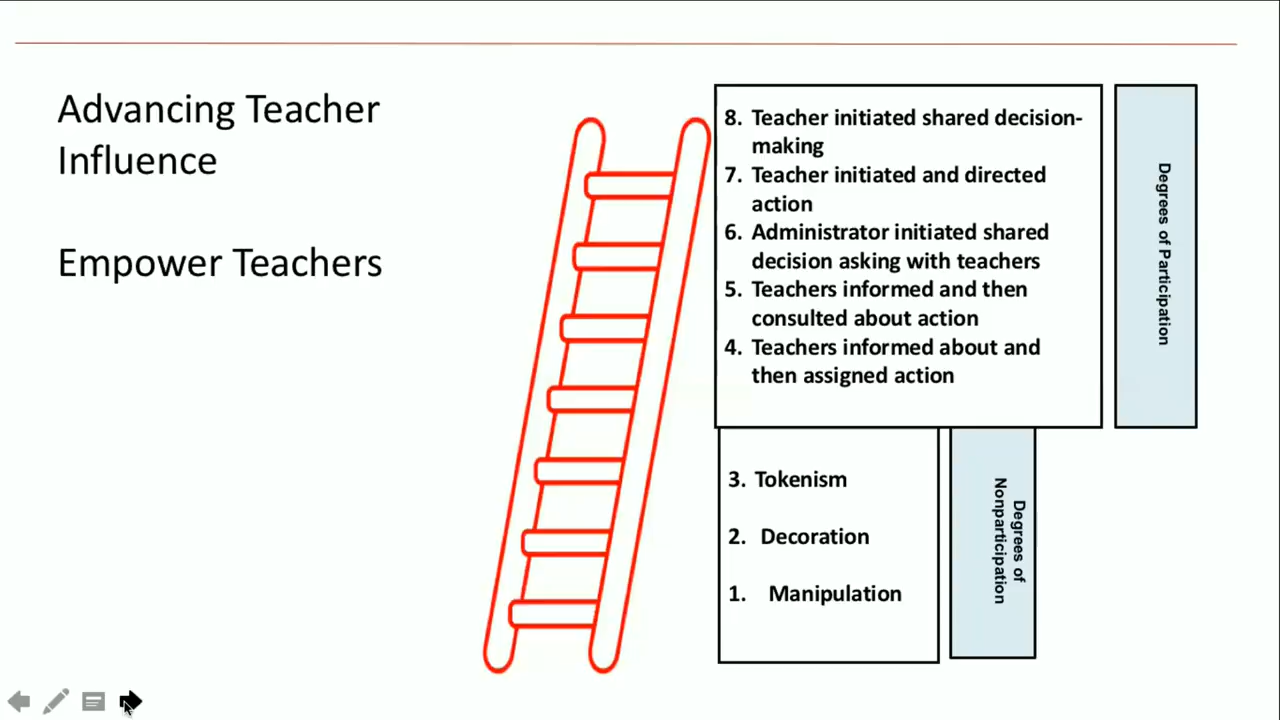 Advancing Teacher
Influence
Empower Teachers
8. Teacher initiated shared decision-
making
7. Teacher initiated and directed
action
6. Administrator initiated shared
decision asking with teachers
5. Teachers informed and then
consulted about action
4. Teachers informed about and
then assigned action
Degrees of Participation
3. Tokenism
2. Decoration
1. Manipulation
Degrees of
Nonparticipation